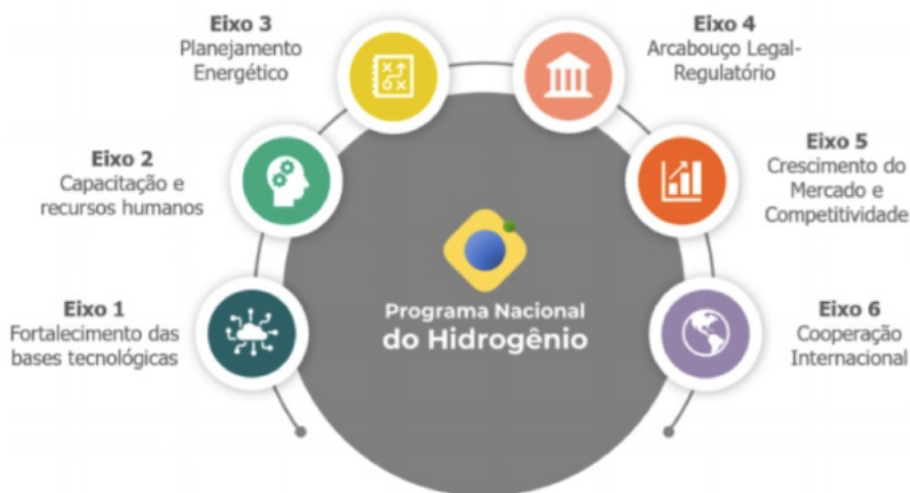 Eixo 1
Fortalecimento das
bases tecnológicas
Eixo 2
Capacitação e
recursos humanos
Eixo 3
Planejamento
Energético
Eixo 4
Arcabouço Legal-
Regulatório
Eixo 5
Crescimento do
Mercado e
Competitividade
Eixo 6
Cooperação
Internacional
Programa Nacional
do Hidrogênio